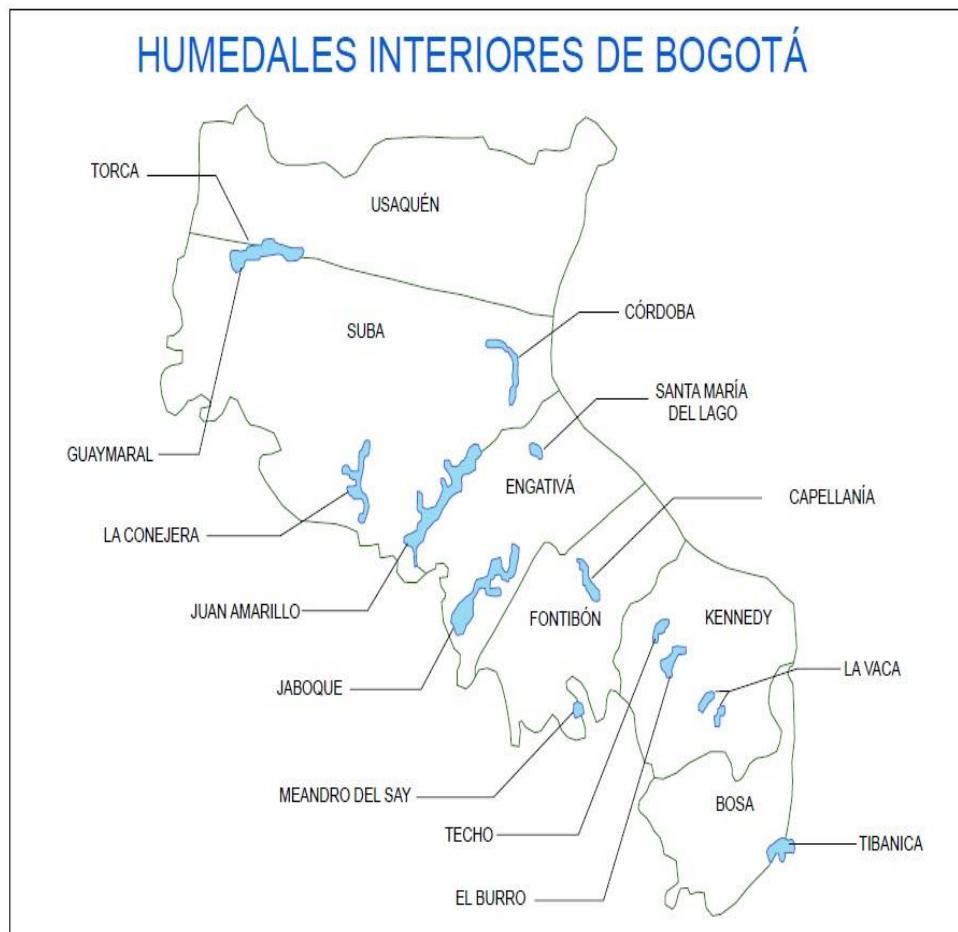 HUMEDALES INTERIORES DE BOGOTÁ
TORCA
USAQUÉN
SUBA
CÓRDOBA
SANTA MARÍA
DEL LAGO
GUAYMARAL
ENGATIVÁ
CAPELLANÍA
LA CONEJERA
JUAN AMARILLO
FONTIBÓN
KENNEDY
LA VACA
JABOQUE
MEANDRO DEL SAY
BOSA
TECHO
TIBANICA
EL BURRO